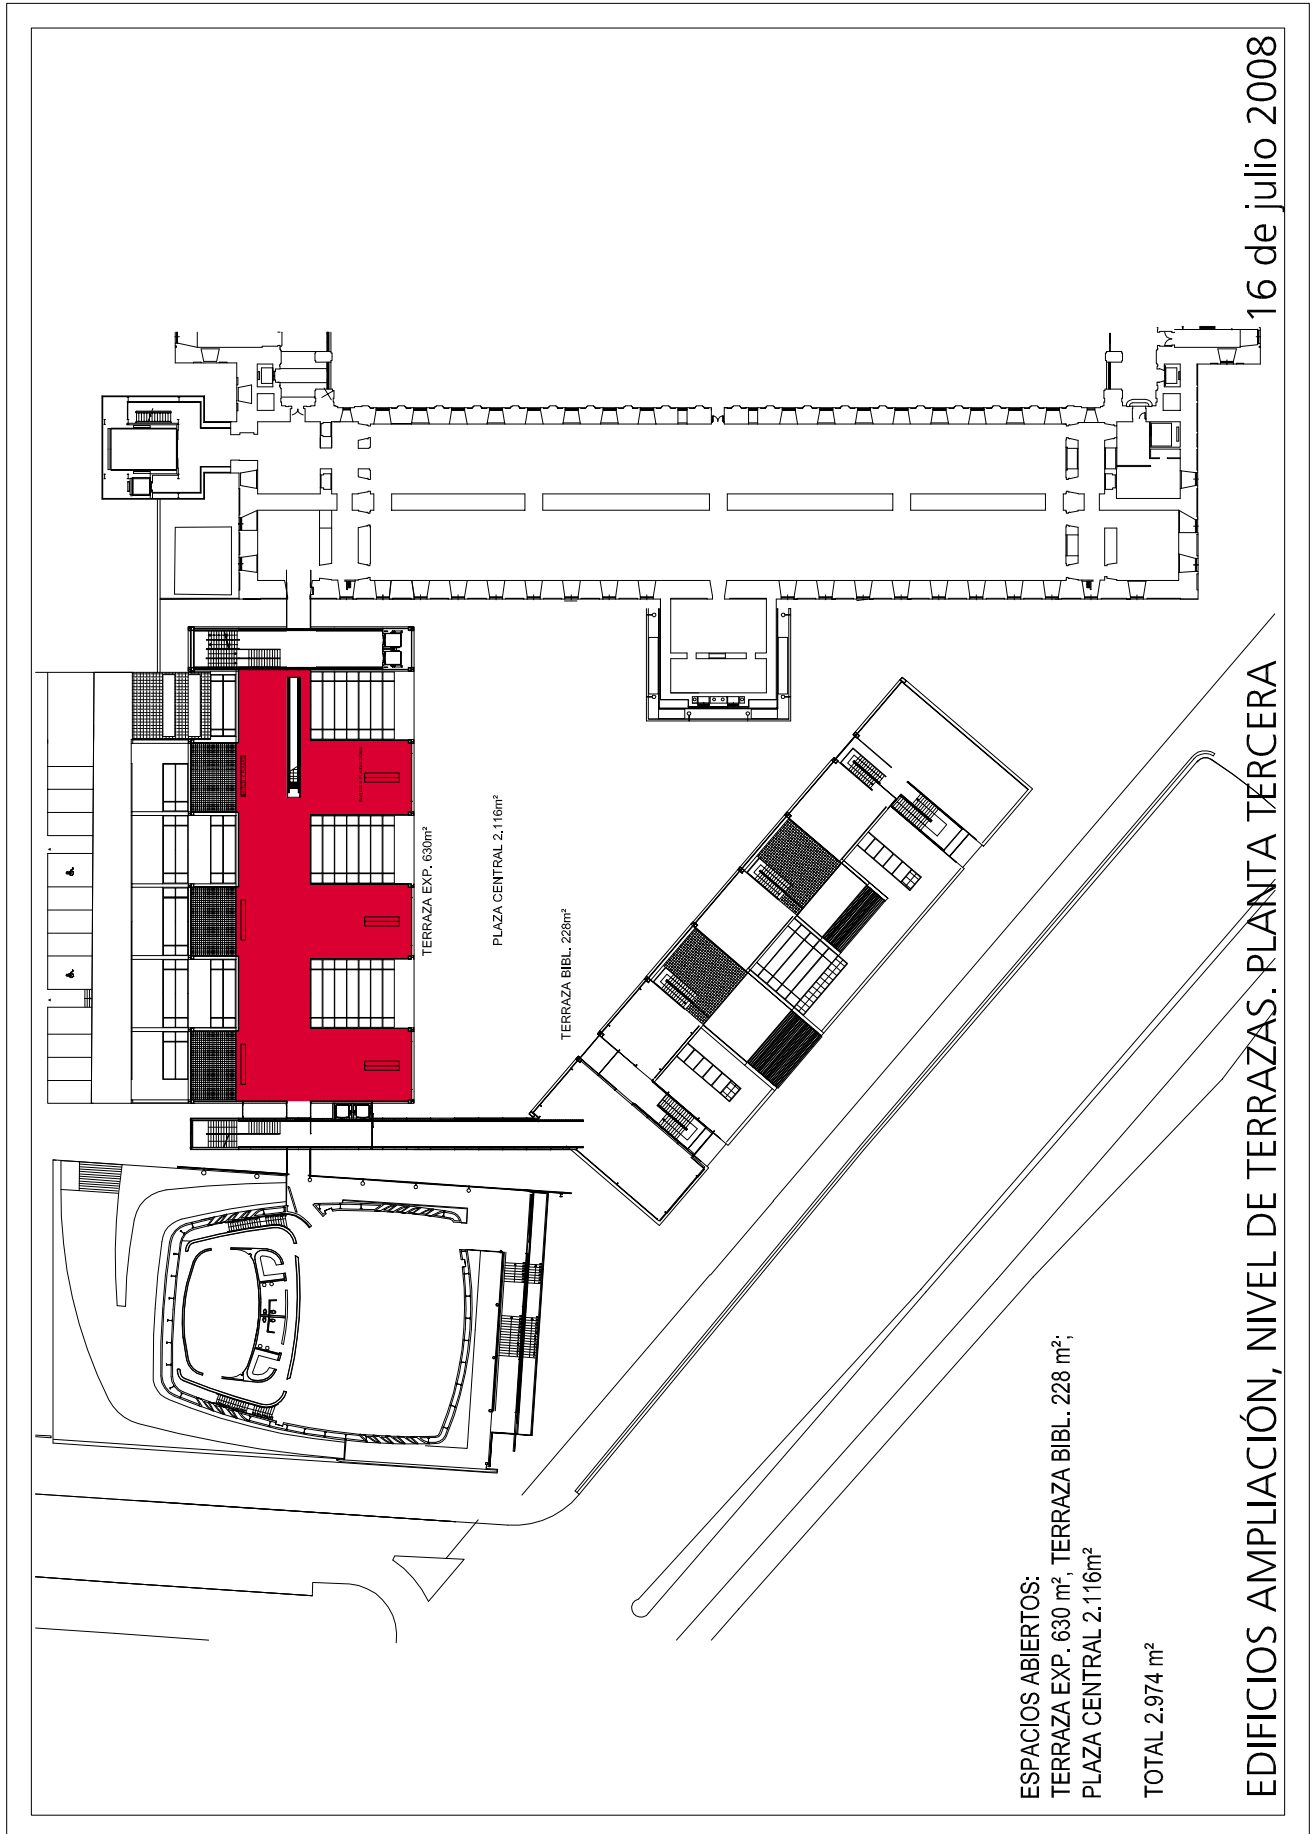 TERRAZA EXP. 630m²
PLAZA CENTRAL 2.116m²
TERRAZA BIBL. 228m²
ESPACIOS ABIERTOS:
TERRAZA EXP. 630 m², TERRAZA BIBL. 228 m²,
PLAZA CENTRAL 2.116m²
TOTAL 2.974 m²
EDIFICIOS AMPLIACIÓN, NIVEL DE TERRAZAS. PLANTA TERCERA
16 de julio 2008